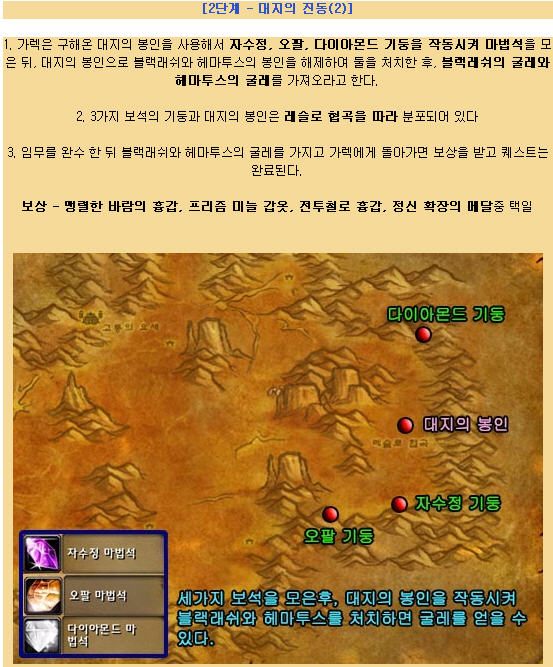 [2단계 - 대지의 진동(2)]
1. 가렉은 구해온 대지의 봉인을 사용해서 자수정, 오팔, 다이아몬드 기둥을 작동시켜 마법석을 모
은 뒤, 대지의 봉인으로 블랙래쉬와 헤마투스의 봉인을 해제하며 둘을 처치한 후, 블랙래쉬의 굴레와
헤마투스의 굴레를 가져오라고 한다.
2. 3가지 보석의 기둥과 대지의 봉인은 레슬로 협곡을 따라 분포되어 있다
3. 임무를 완수 한 뒤 블랙래쉬와 헤마투스의 굴레를 가지고 가렉에게 돌아가면 보상을 받고 퀘스트는
완료된다.
보상 - 맹렬한 바람의 흉갑, 프리즘 미늘 갑옷, 전투철로 흉갑, 정신 확장의 메달중 택일
다이아몬드 기둥
대지의 봉인
레슬로 협곡
자수정 기둥
오팔 기둥
자수정 마법석
오팔 마법석
다이아몬드 마
법석
세가지 보석을 모은후, 대지의 봉인을 작동시켜
블랙래쉬와 헤마투스를 처치하면 굴레를 얻을 수
있다.